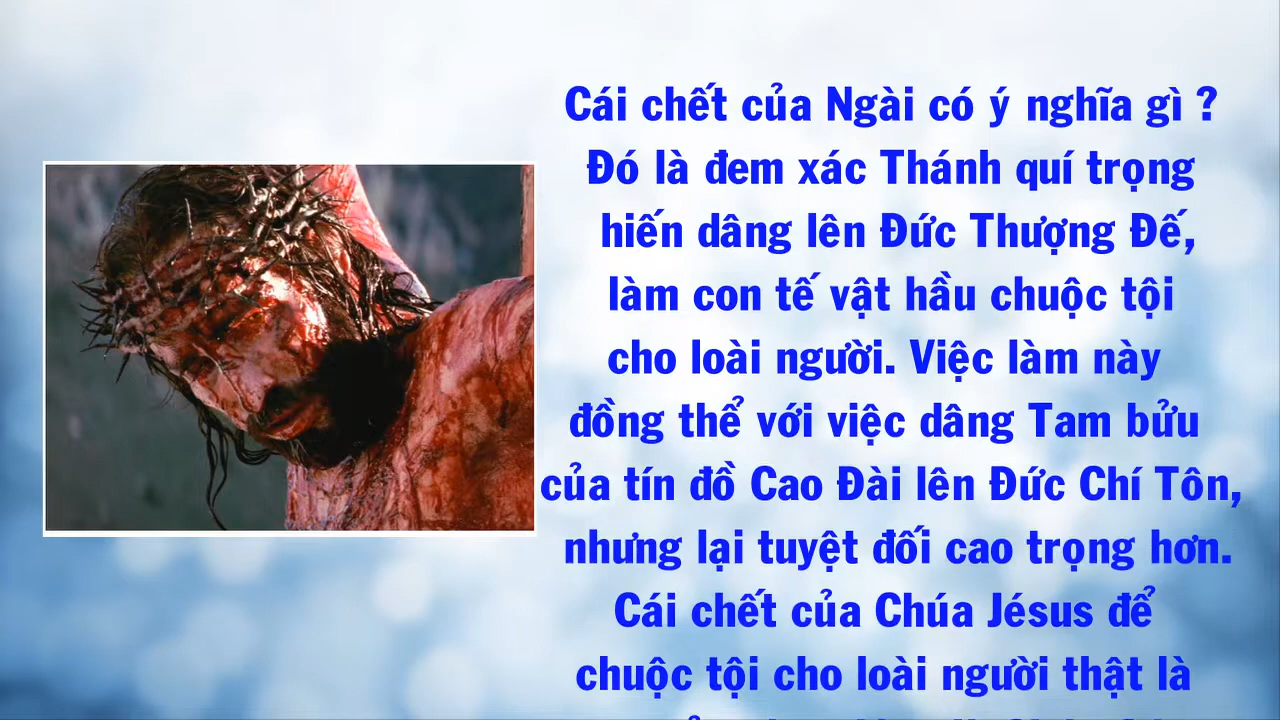 Cái chết của Ngài có ý nghĩa gì ?
Đó là đem xác Thánh quí trọng
hiến dâng lên Đức Thượng Đế,
làm con tế vật hầu chuộc tội
cho loài người. Việc làm này
đồng thể với việc dâng Tam bửu
của tín đồ Cao Đài lên Đức Chí Tôn,
nhưng lại tuyệt đối cao trọng hơn.
Cái chết của Chúa Jésus để
chuộc tội cho loài người thật là